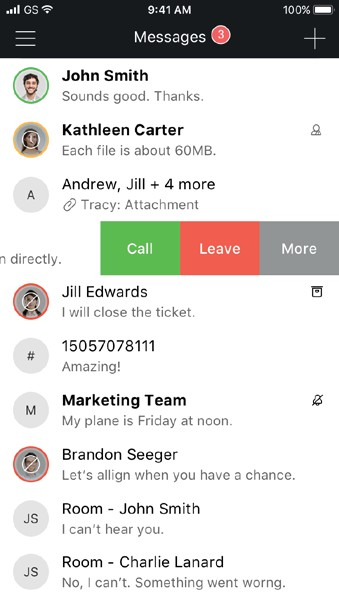 GS 9:41 AM 100%
Messages 3
John Smith
Sounds good. Thanks.
Kathleen Carter
Each file is about 60MB.
A Andrew, Jill + 4 more
Tracy: Attachment
n directly. Call Leave More
Jill Edwards
I will close the ticket.
# 15057078111
Amazing!
M Marketing Team
My plane is Friday at noon.
Brandon Seeger
Let's allign when you have a chance.
JS Room - John Smith
I can't hear you.
JS Room - Charlie Lanard
No, I can't. Something went worng.